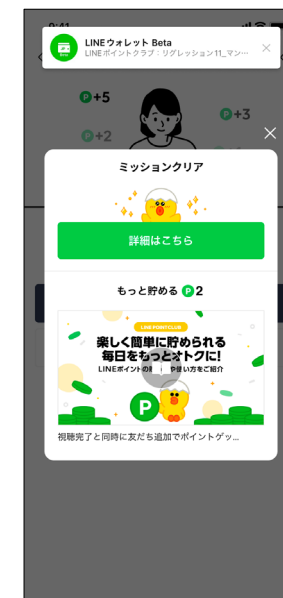 9:41
LINEウォレット Beta
LINEポイントクラブ：リグレッション11_マン…
+5
+3
+2
ミッションクリア
詳細はこちら
もっと貯める P 2
LINE POINT CLUB
楽しく簡単に貯められる
毎日をもっとオトクに!
LINEポイントの や使い方をご紹介
P
視聴完了と同時に友だち追加でポイントゲッ...